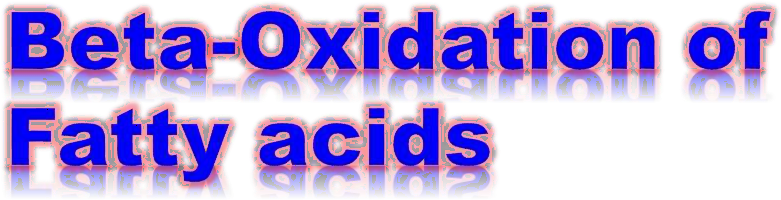 Beta-Oxidation of
Fatty acids